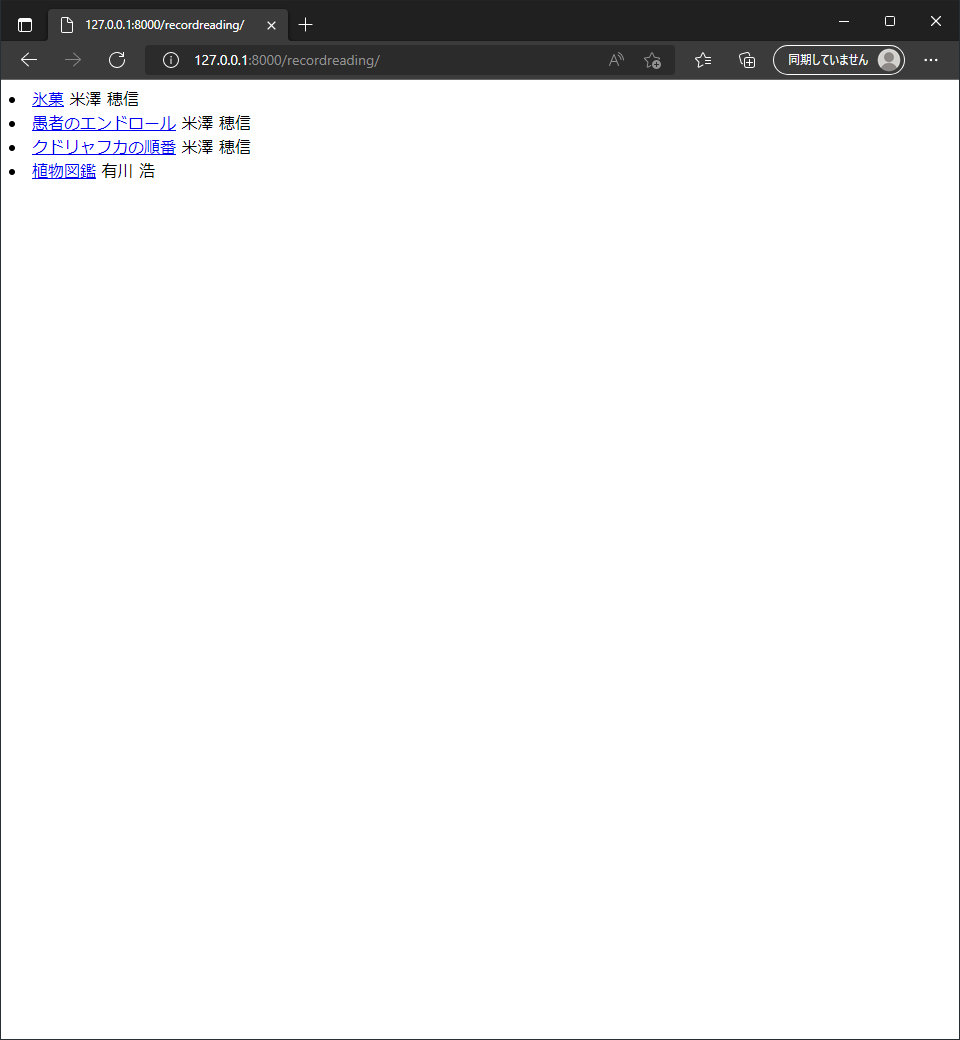 127.0.0.1:8000/recordreading/
127.0.0.1:8000/recordreading/
同期していません
氷菓 米澤 穂信
愚者のエンドロール 米澤 穂信
クドリャフカの順番 米澤 穂信
植物図鑑 有川 浩